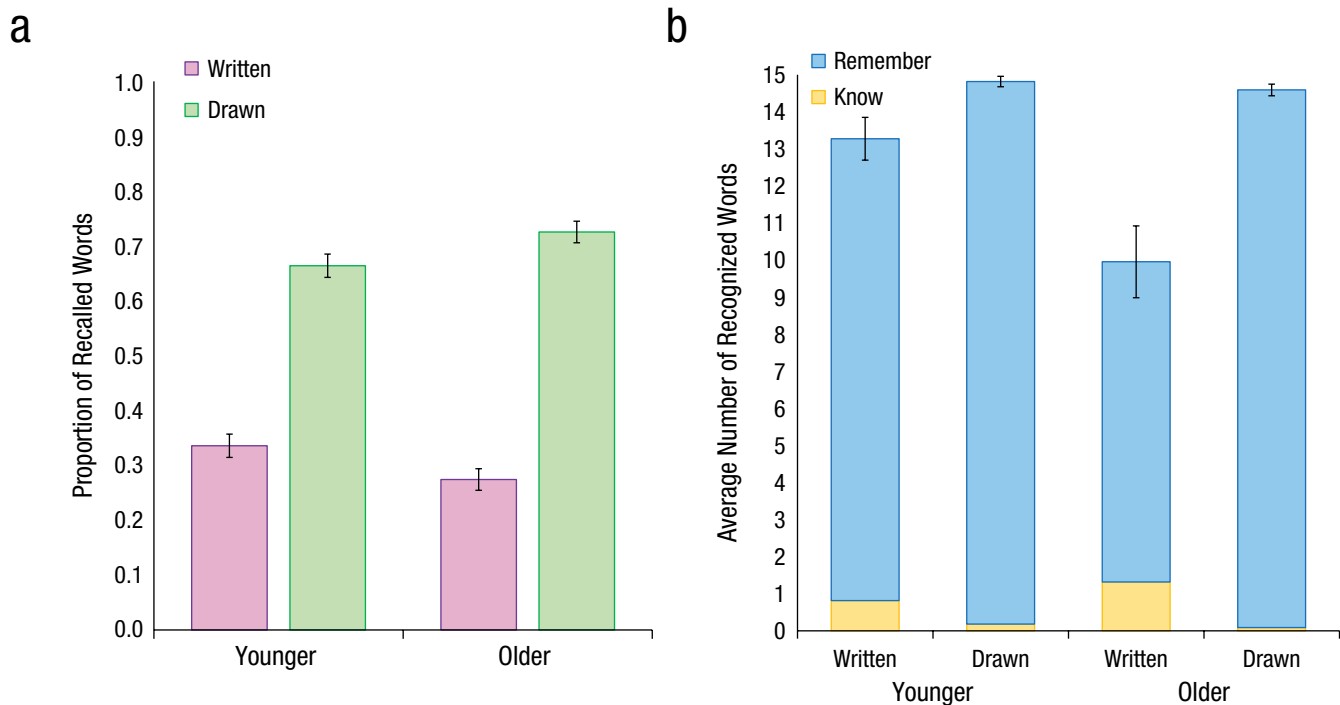 a
Written
Drawn
Proportion of Recalled Words
1.0
0.9
0.8
0.7
0.6
0.5
0.4
0.3
0.2
0.1
0.0
Younger Older
b
Remember
Know
Average Number of Recognized Words
15
14
13
12
11
10
9
8
7
6
5
4
3
2
1
0
Written Drawn Written Drawn
Younger Older